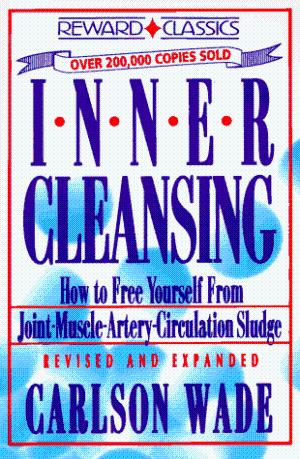 REWARD CLASSICS
OVER 200,000 COPIES SOLD
I•N•N•E•R
CLEANSING
How to Free Yourself From
Joint-Muscle-Artery-Circulation Sludge
REVISED AND EXPANDED
CARLSON WADE